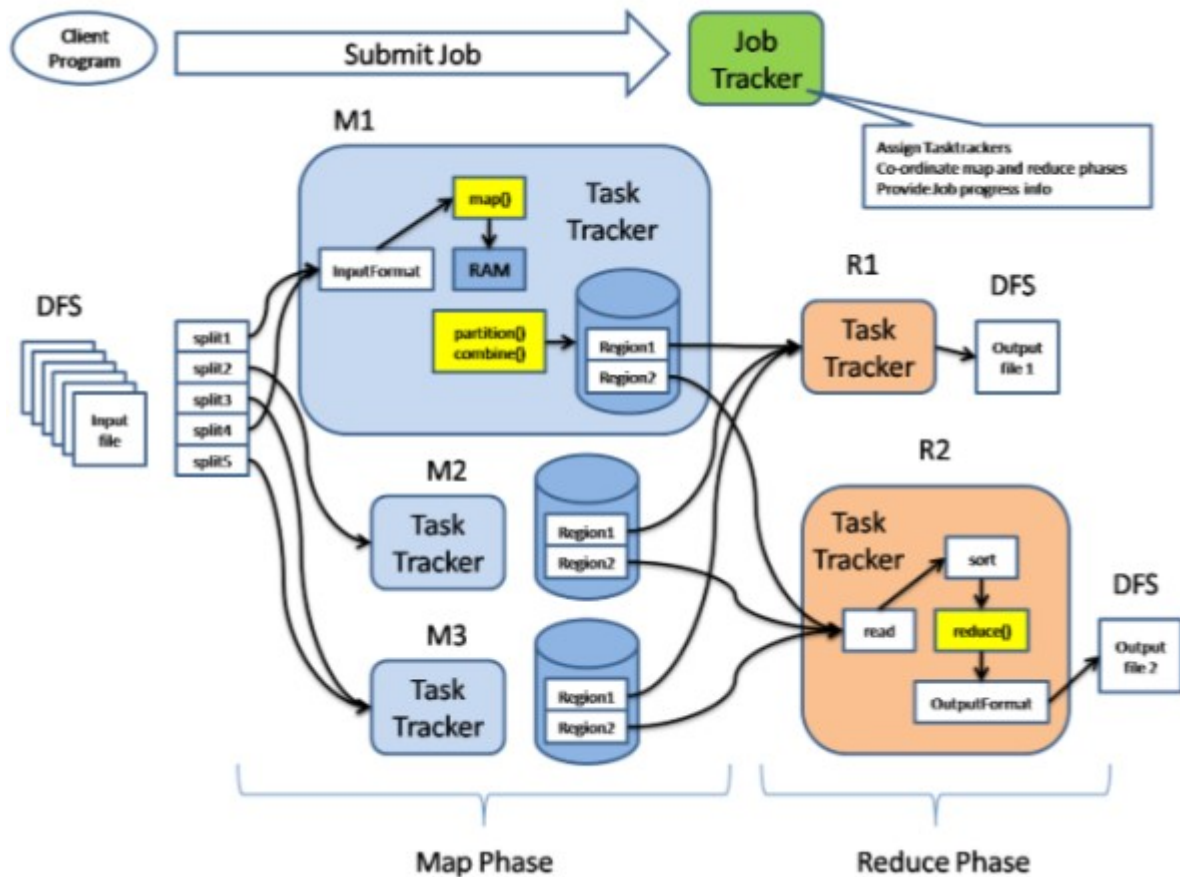 Client
Program
Submit Job
Job
Tracker
Assign Tasktrackers
Co-ordinate map and reduce phases
Provide Job progress info
M1
Task
Tracker
map()
InputFormat
RAM
partition()
combine()
Region1
Region2
DFS
Input
file
split1
split2
split3
split4
split5
M2
Task
Tracker
Region1
Region2
M3
Task
Tracker
Region1
Region2
R1
Task
Tracker
DFS
Output
file 1
R2
Task
Tracker
sort
read
reduce()
OutputFormat
DFS
Output
file 2
Map Phase
Reduce Phase